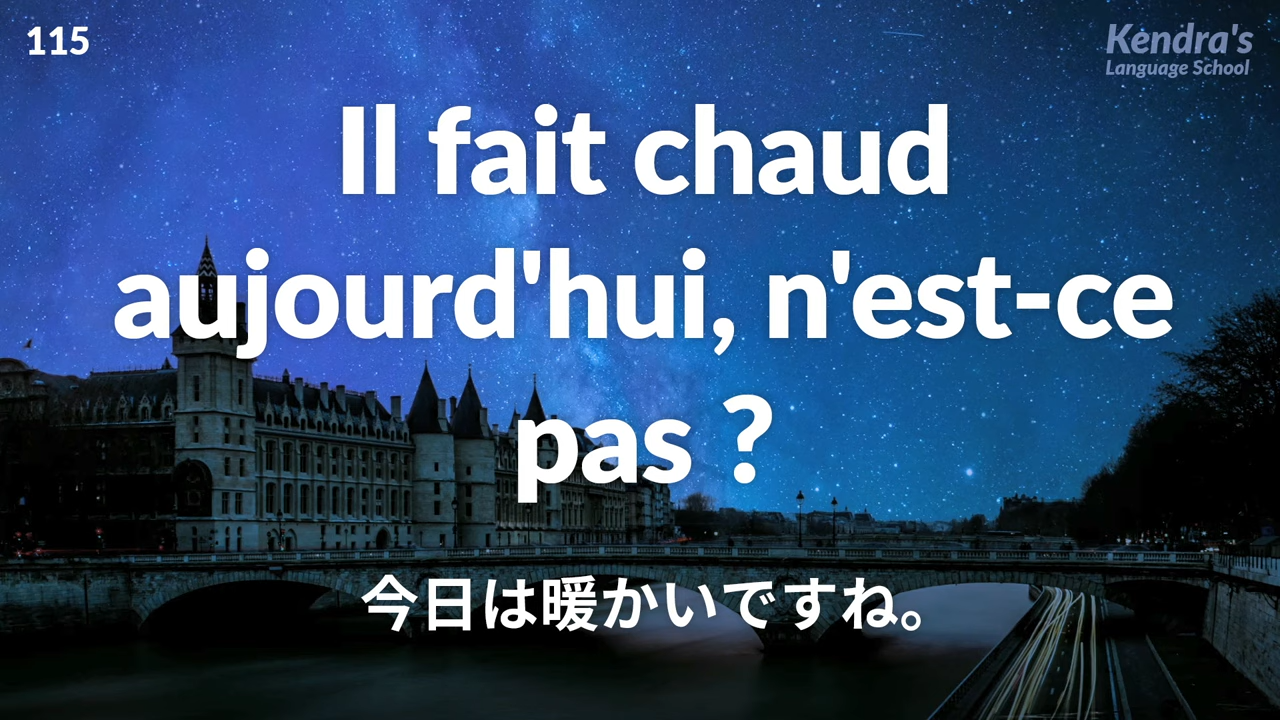 115
Kendra's
Language School
Il fait chaud
aujourd'hui, n'est-ce
pas ?
今日は暖かいですね。